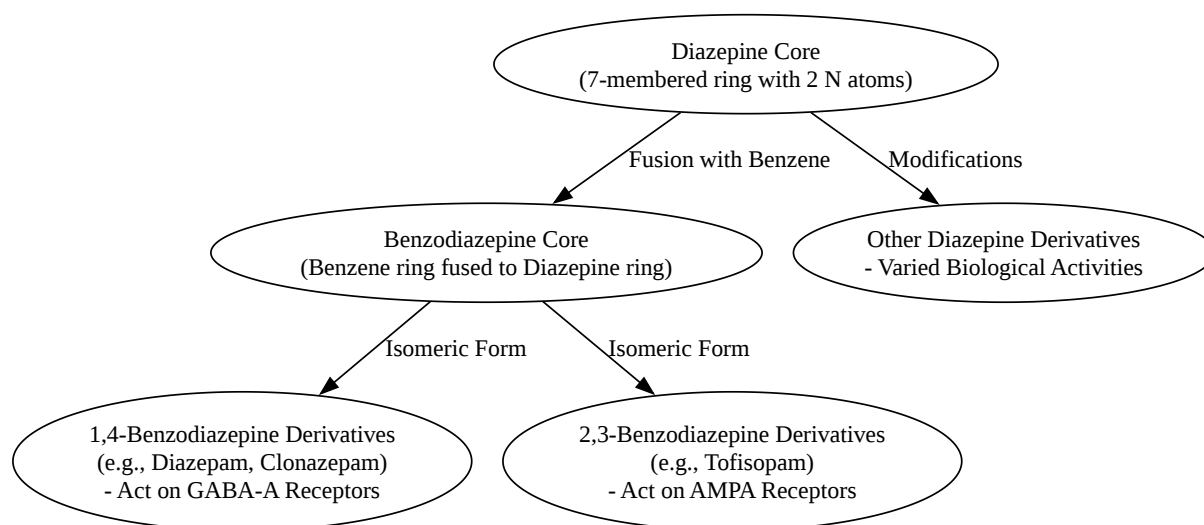 Diazepine Core
(7-membered ring with 2 N atoms)
Fusion with Benzene
Modifications
Benzodiazepine Core
(Benzene ring fused to Diazepine ring)
Other Diazepine Derivatives
- Varied Biological Activities
Isomeric Form
Isomeric Form
1,4-Benzodiazepine Derivatives
(e.g., Diazepam, Clonazepam)
- Act on GABA-A Receptors
2,3-Benzodiazepine Derivatives
(e.g., Tofisopam)
- Act on AMPA Receptors